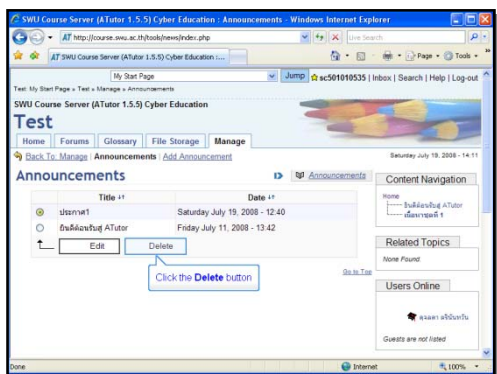 SWU Course Server (ATutor 1.5.5) Cyber Education : Announcements - Windows Internet Explorer
http://course.swu.ac.th/tools/news/index.php
Live Search
SWU Course Server (ATutor 1.5.5) Cyber Education :...
Page
Tools
My Start Page
Jump
sc501010535 | Inbox | Search | Help | Log-out
Test: My Start Page » Test » Manage » Announcements
SWU Course Server (ATutor 1.5.5) Cyber Education
Test
Home
Forums
Glossary
File Storage
Manage
Back To: Manage | Announcements | Add Announcement
Saturday July 19, 2008 - 14:11
Announcements
Announcements
Title
Date
ประกาศ1
Saturday July 19, 2008 - 12:40
ยินดีต้อนรับสู่ ATutor
Friday July 11, 2008 - 13:42
Edit
Delete
Click the Delete button
Go to Top
Content Navigation
Home
ยินดีต้อนรับสู่ ATutor
เนื้อหาชุดที่ 1
Related Topics
None Found
Users Online
Guests are not listed
Done
Internet
100%